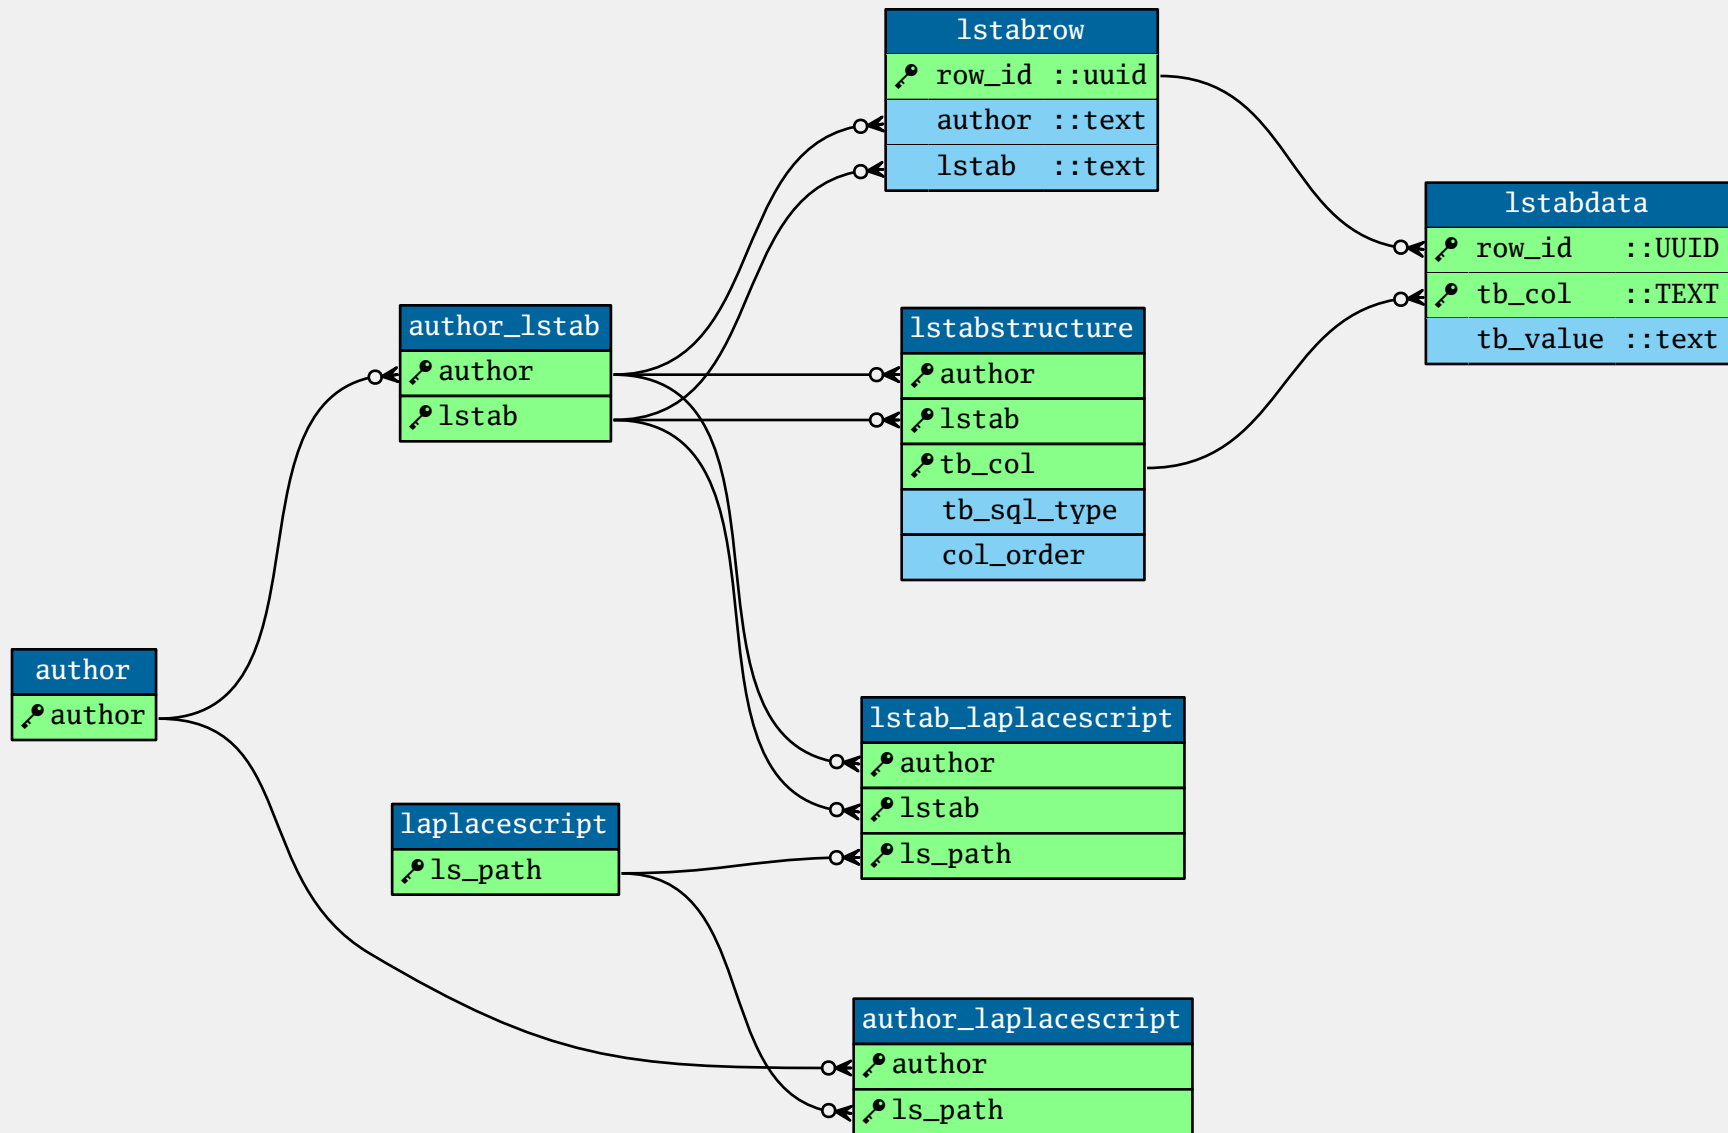 lstabrow
row_id ::uuid
author ::text
lstab ::text
lstabdata
row_id ::UUID
tb_col ::TEXT
tb_value ::text
author_lstab
author
lstab
lstabstructure
author
lstab
tb_col
tb_sql_type
col_order
author
author
lstab_laplacescript
author
lstab
ls_path
laplacescript
ls_path
author_laplacescript
author
ls_path